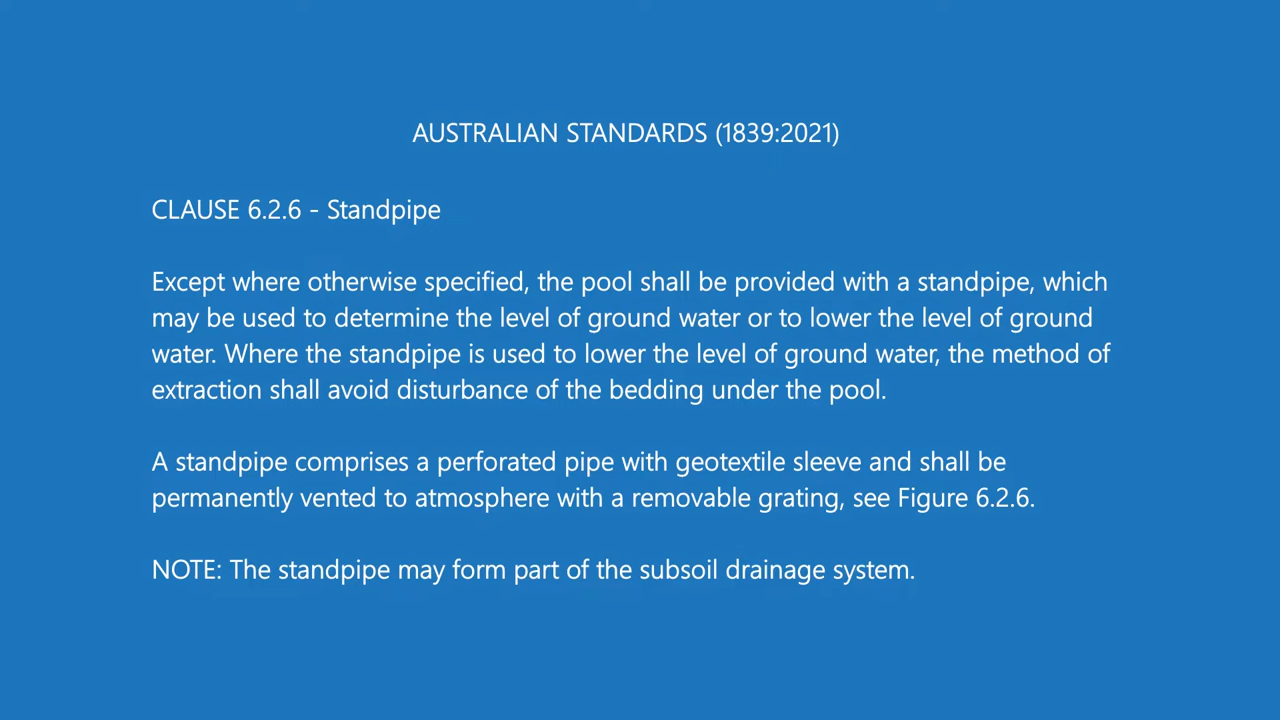 AUSTRALIAN STANDARDS (1839:2021)
CLAUSE 6.2.6 - Standpipe
Except where otherwise specified, the pool shall be provided with a standpipe, which
may be used to determine the level of ground water or to lower the level of ground
water. Where the standpipe is used to lower the level of ground water, the method of
extraction shall avoid disturbance of the bedding under the pool.
A standpipe comprises a perforated pipe with geotextile sleeve and shall be
permanently vented to atmosphere with a removable grating, see Figure 6.2.6.
NOTE: The standpipe may form part of the subsoil drainage system.